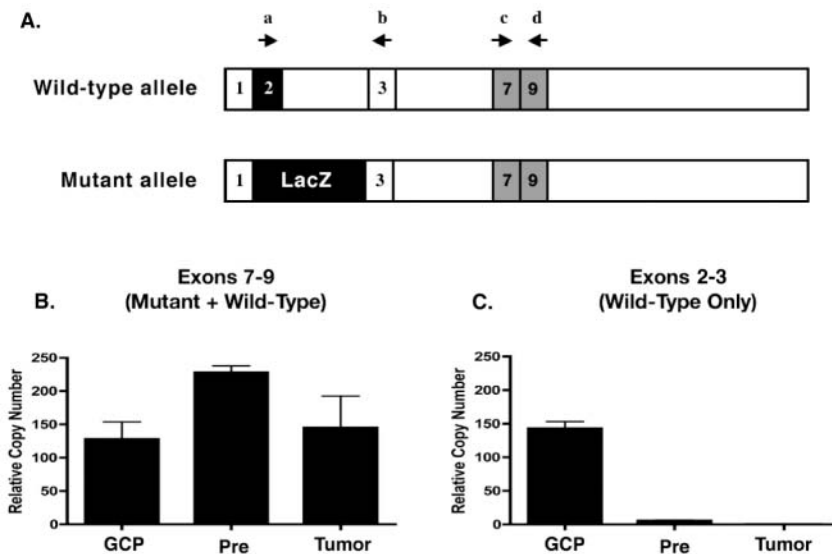 A.
a b c d
Wild-type allele 1 2 3 7 9
Mutant allele 1 LacZ 3 7 9
B.
Exons 7-9
(Mutant + Wild-Type)
Relative Copy Number
250
200
150
100
50
0
GCP Pre Tumor
C.
Exons 2-3
(Wild-Type Only)
Relative Copy Number
250
200
150
100
50
0
GCP Pre Tumor